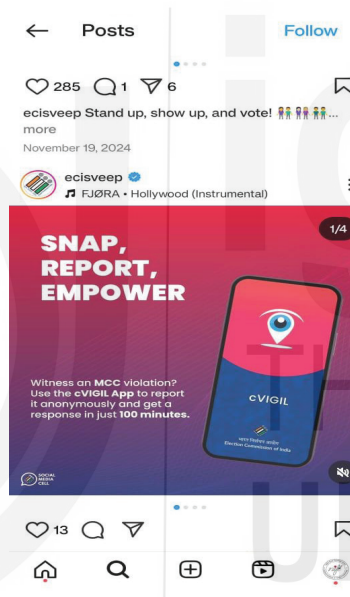 Posts
Follow
285 1 6
ecisveep Stand up, show up, and vote! ...
more
November 19, 2024
ecisveep
FJØRA • Hollywood (Instrumental)
1/4
SNAP,
REPORT,
EMPOWER
Witness an MCC violation?
Use the cVIGIL App to report
it anonymously and get a
response in just 100 minutes.
cVIGIL
भारत निर्वाचन आयोग
Election Commission of India
SOCIAL
MEDIA
CELL
13